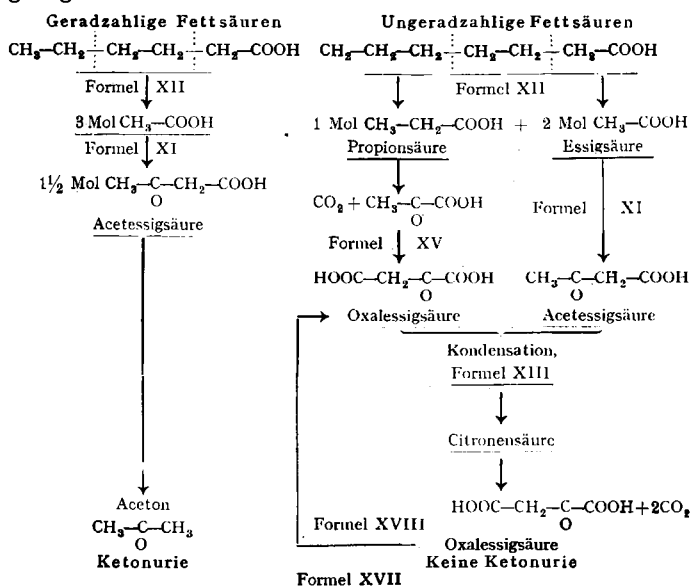 Geradzahlige Fettsäuren
CH₃—CH₂—CH₂—CH₂—CH₂—COOH
Formel XII
3 Mol CH₃—COOH
Formel XI
1½ Mol CH₃—C—CH₂—COOH
O
Acetessigsäure
Aceton
CH₃—C—CH₃
O
Ketonurie
Ungeradzahlige Fettsäuren
CH₃—CH₂—CH₂—CH₂—CH₂—CH₂—COOH
Formel XII
1 Mol CH₃—CH₂—COOH + 2 Mol CH₃—COOH
Propionsäure Essigsäure
CO₂ + CH₃—C—COOH
O
Formel XV
Formel XI
HOOC—CH₂—C—COOH CH₃—C—CH₂—COOH
O O
Oxalessigsäure Acetessigsäure
Kondensation,
Formel XIII
Citronensäure
HOOC—CH₂—C—COOH+2CO₂
O
Formel XVIII
Oxalessigsäure
Keine Ketonurie
Formel XVII